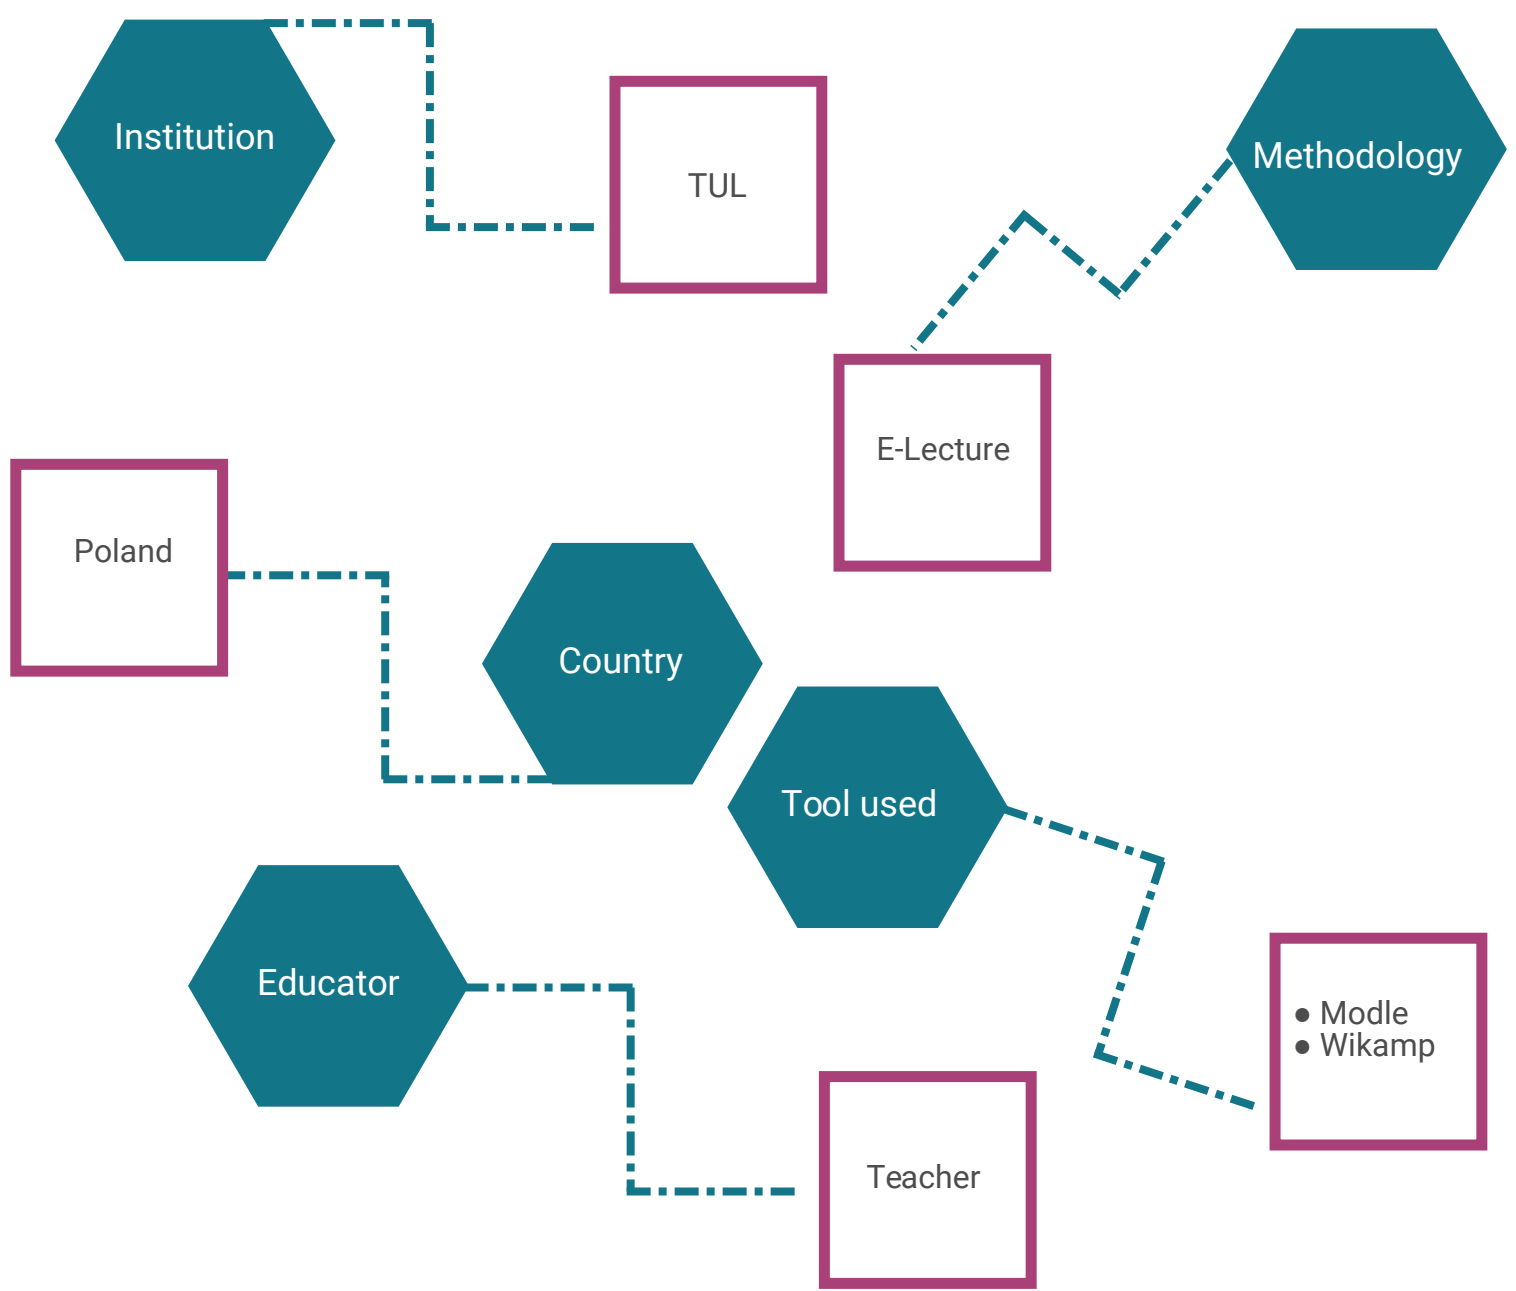 Institution
TUL
Methodology
E-Lecture
Poland
Country
Tool used
Educator
• Modle
• Wikamp
Teacher